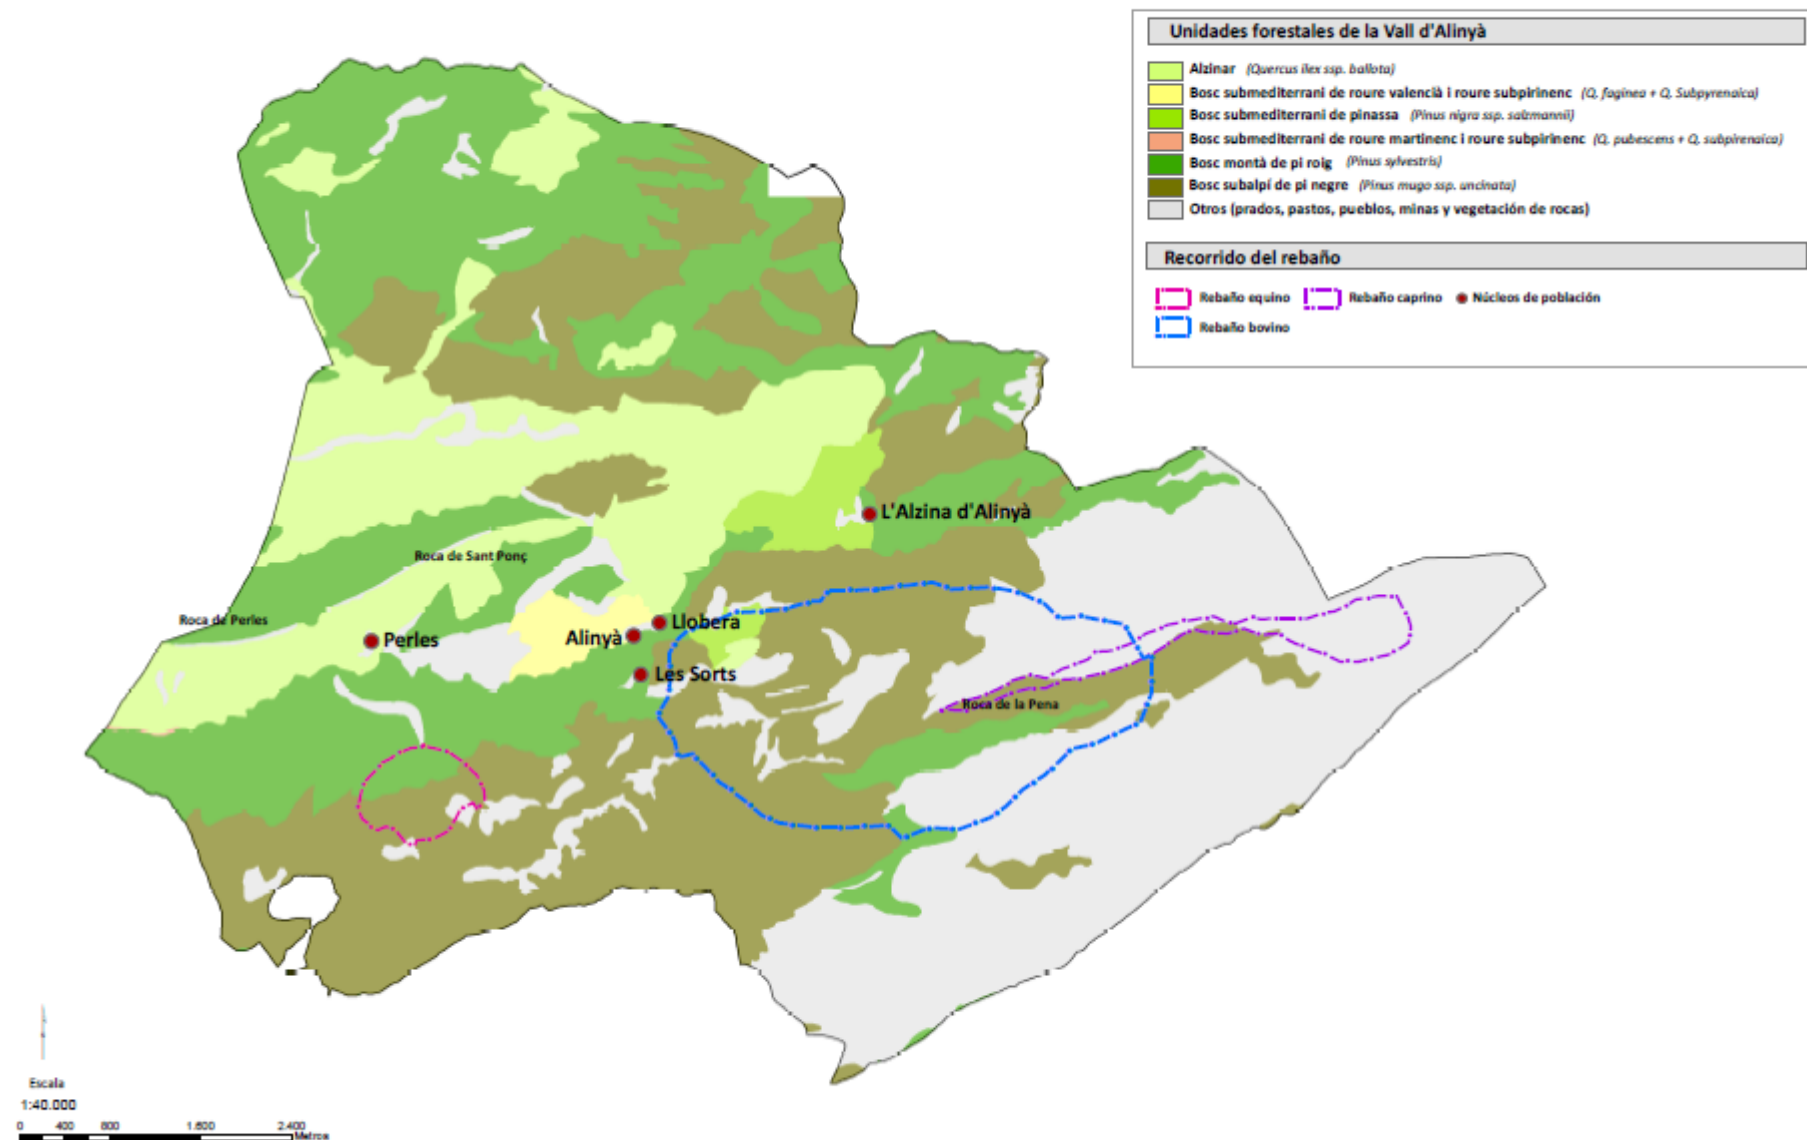 Unidades forestales de la Vall d'Alinyà
Alzinar (Quercus ilex ssp. ballota)
Bosc submediterrani de roure valencià i roure subpirinenc (Q. faginea + Q. Subpyrenaica)
Bosc submediterrani de pinassa (Pinus nigra ssp. salzmannii)
Bosc submediterrani de roure martinenc i roure subpirinenc (Q. pubescens + Q. subpirenaica)
Bosc montà de pi roig (Pinus sylvestris)
Bosc subalpí de pi negre (Pinus mugo ssp. uncinata)
Otros (prados, pastos, pueblos, minas y vegetación de rocas)
Recorrido del rebaño
Rebaño equino Rebaño caprino Núcleos de población
Rebaño bovino
L'Alzina d'Alinyà
Roca de Sant Ponç
Roca de Perles
Llobera
Alinyà
Perles
Les Sorts
Roca de la Pena
Escala
1:40.000
0 400 800 1.600 2.400
Metros